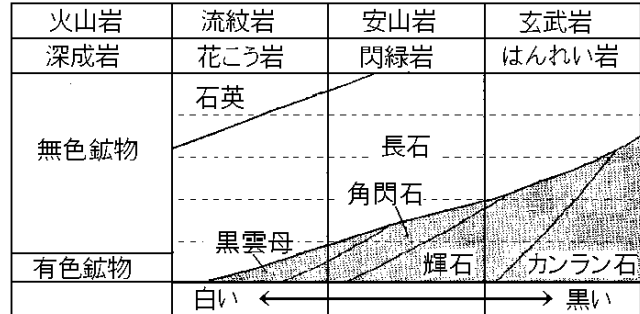 火山岩 流紋岩 安山岩 玄武岩
深成岩 花こう岩 閃緑岩 はんれい岩
石英
無色鉱物 長石
角閃石
黒雲母
有色鉱物 輝石 カンラン石
白い 黒い